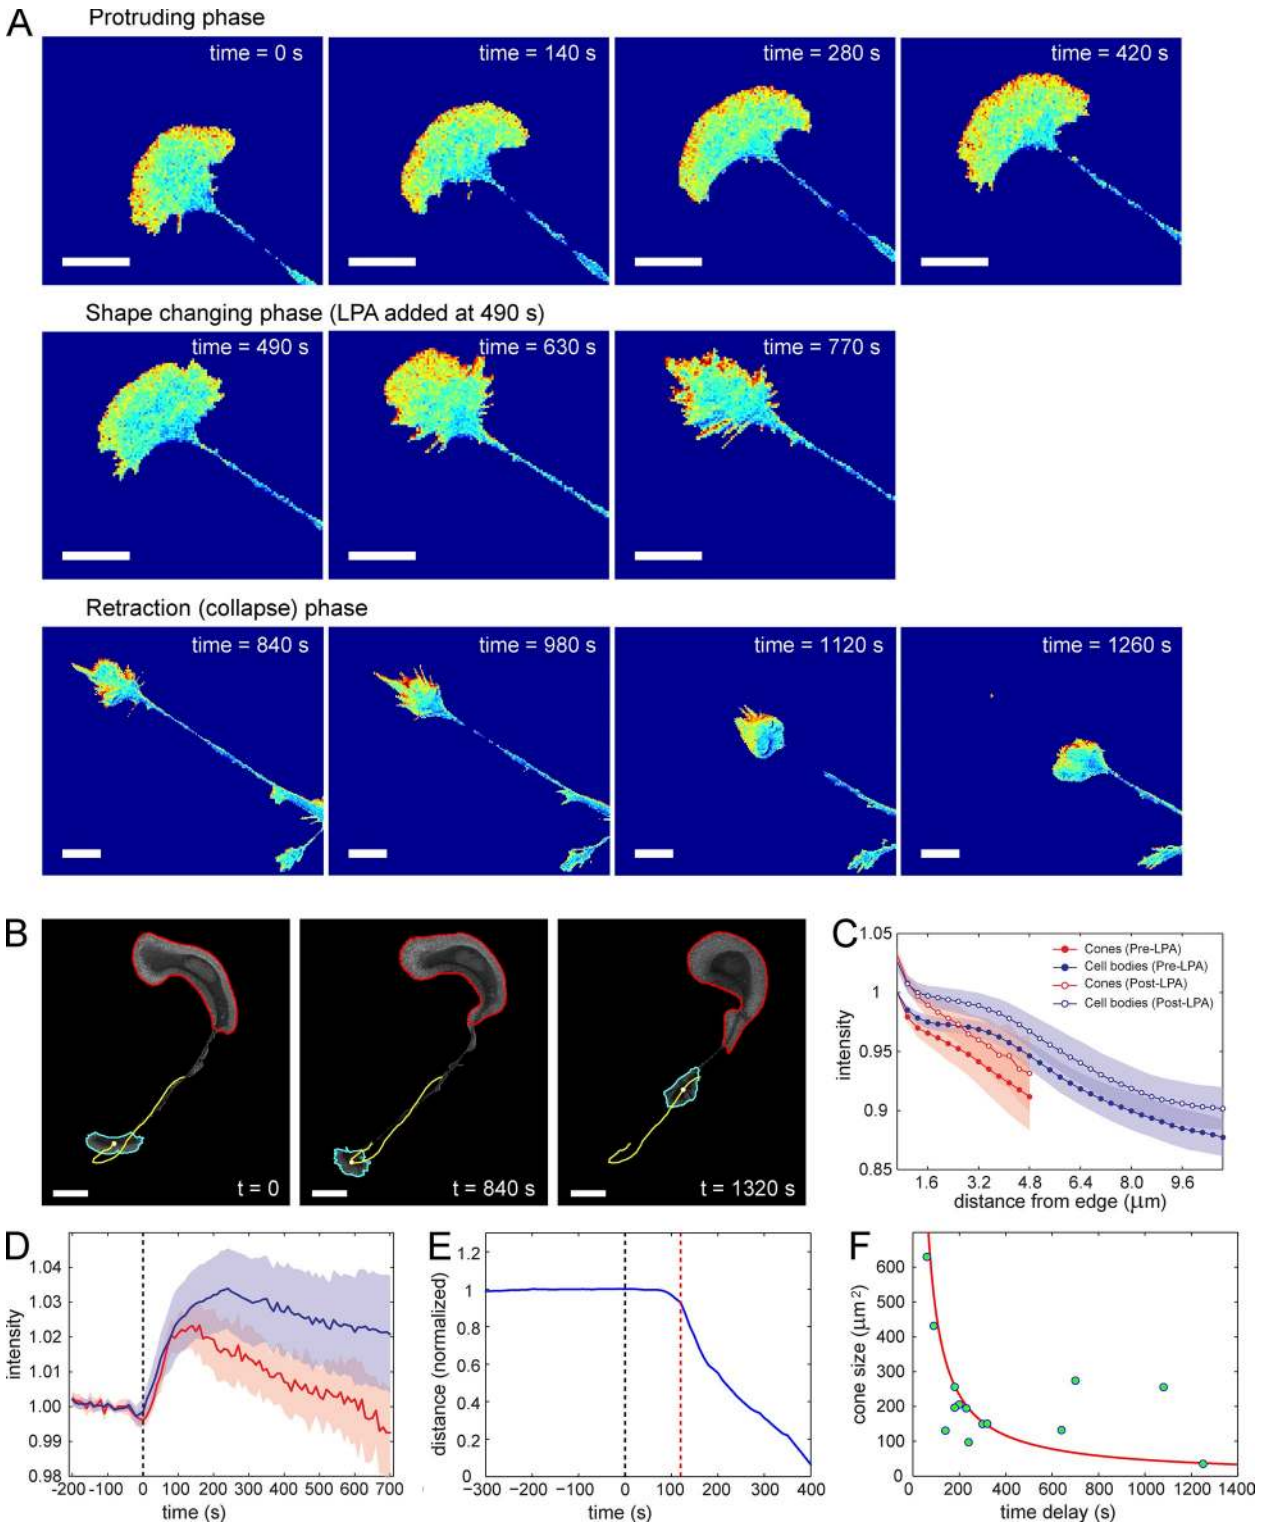 A
Protruding phase
time = 0 s
time = 140 s
time = 280 s
time = 420 s
Shape changing phase (LPA added at 490 s)
time = 490 s
time = 630 s
time = 770 s
Retraction (collapse) phase
time = 840 s
time = 980 s
time = 1120 s
time = 1260 s
B
t = 0
t = 840 s
t = 1320 s
C
1.05
1
0.95
0.9
0.85
intensity
Cones (Pre-LPA)
Cell bodies (Pre-LPA)
Cones (Post-LPA)
Cell bodies (Post-LPA)
1.6 3.2 4.8 6.4 8.0 9.6
distance from edge (μm)
D
1.04
1.03
1.02
1.01
1.00
0.99
0.98
intensity
-200 -100 0 100 200 300 400 500 600 700
time (s)
E
1.2
1
0.8
0.6
0.4
0.2
0
distance (normalized)
−300 −200 −100 0 100 200 300 400
time (s)
F
600
500
400
300
200
100
0
cone size (μm²)
0 200 400 600 800 1000 1200 1400
time delay (s)